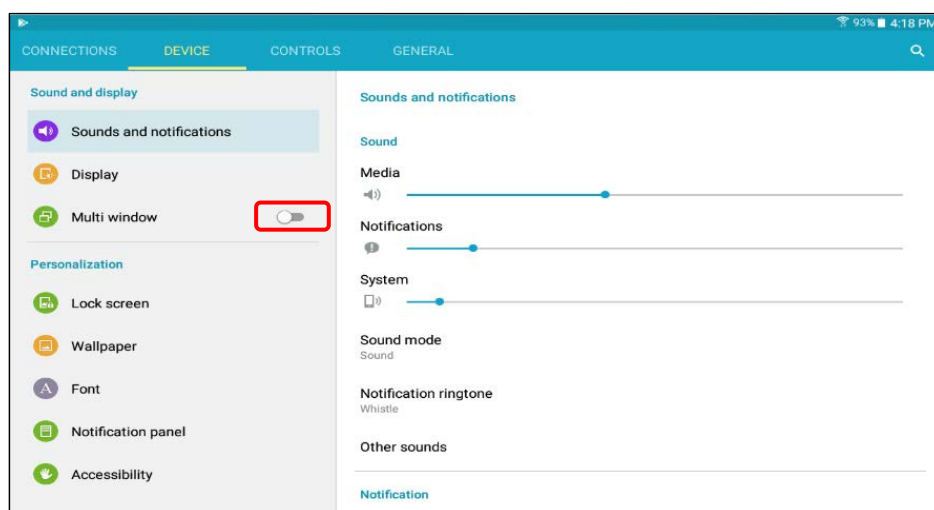 93% 4:18 PM
CONNECTIONS DEVICE CONTROLS GENERAL
Sound and display
Sounds and notifications
Display
Multi window
Personalization
Lock screen
Wallpaper
A Font
Notification panel
Accessibility
Sounds and notifications
Sound
Media
Notifications
System
Sound mode
Sound
Notification ringtone
Whistle
Other sounds
Notification